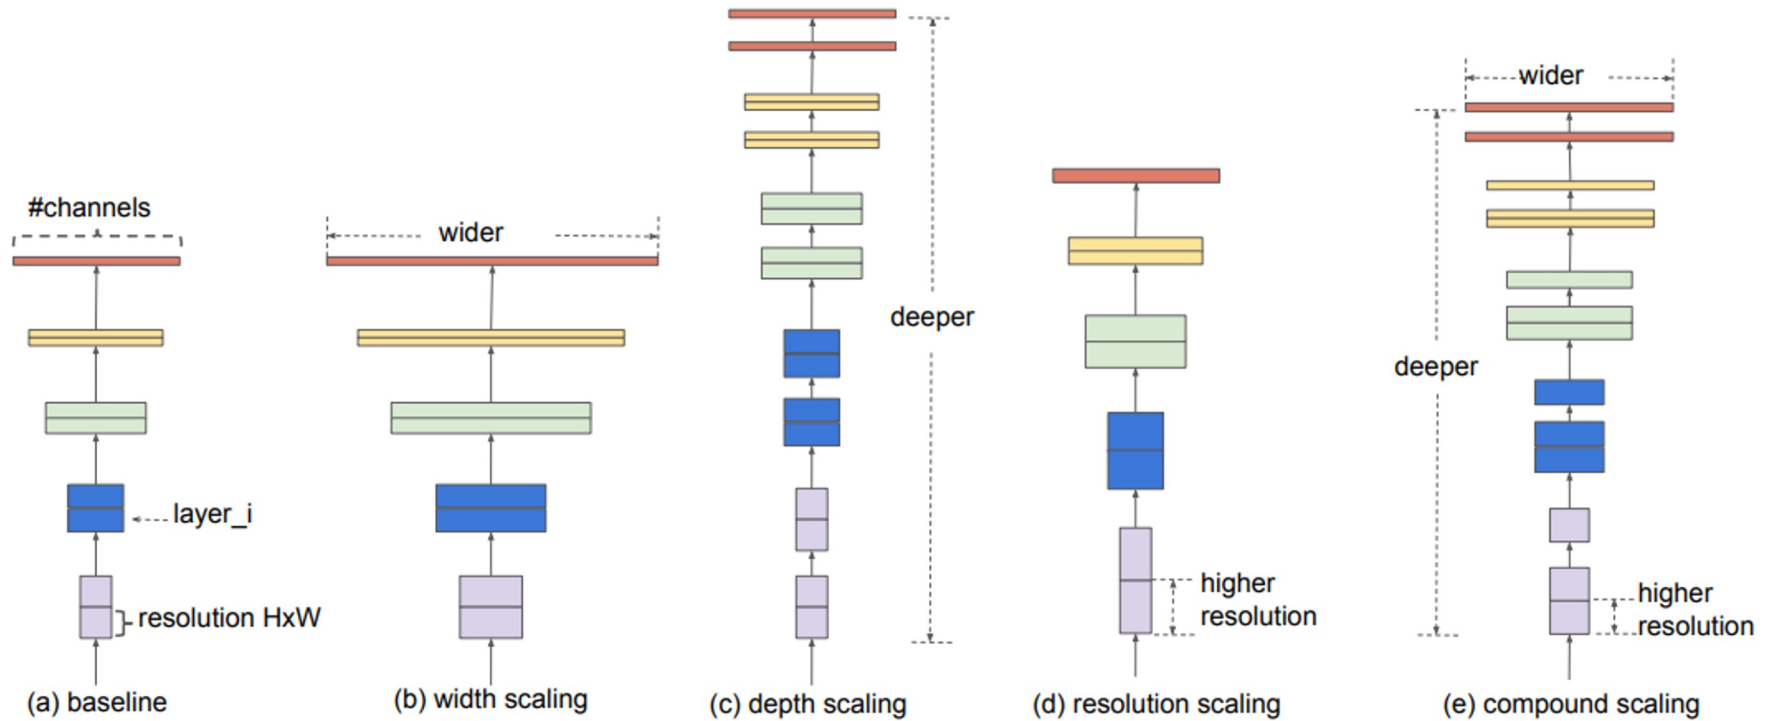 #channels
layer_i
resolution HxW
(a) baseline
wider
(b) width scaling
deeper
(c) depth scaling
higher
resolution
(d) resolution scaling
wider
deeper
higher
resolution
(e) compound scaling